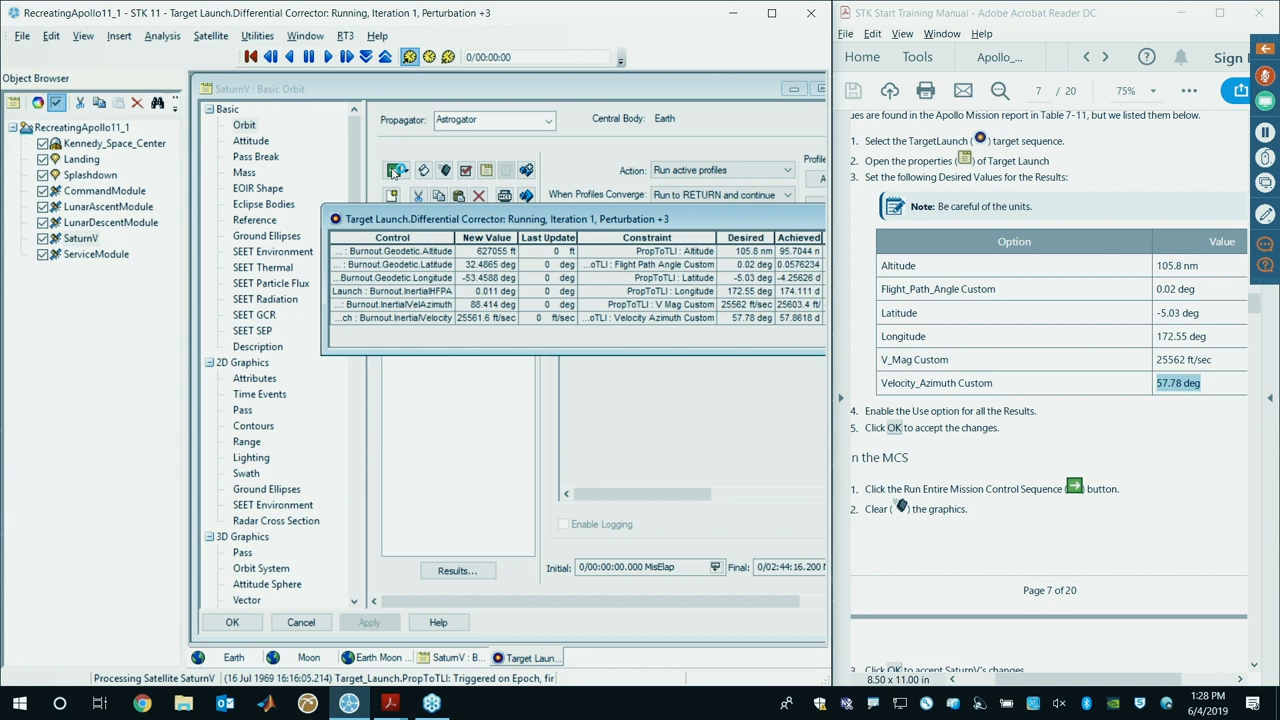 RecreatingApollo11_1 - STK 11 - Target Launch.Differential Corrector: Running, Iteration 1, Perturbation +3
File Edit View Insert Analysis Satellite Utilities Window RT3 Help
0/00:00:00
Object Browser
RecreatingApollo11_1
Kennedy_Space_Center
Landing
Splashdown
CommandModule
LunarAscentModule
LunarDescentModule
SaturnV
ServiceModule
SaturnV : Basic Orbit
Basic
Orbit
Attitude
Pass Break
Mass
EOIR Shape
Eclipse Bodies
Reference
Ground Ellipses
SEET Environment
SEET Thermal
SEET Particle Flux
SEET Radiation
SEET GCR
SEET SEP
Description
2D Graphics
Attributes
Time Events
Pass
Contours
Range
Lighting
Swath
Ground Ellipses
SEET Environment
Radar Cross Section
3D Graphics
Pass
Orbit System
Attitude Sphere
Vector
Propagator: Astrogator Central Body: Earth
Action: Run active profiles
Profile
When Profiles Converge: Run to RETURN and continue
Target Launch.Differential Corrector: Running, Iteration 1, Perturbation +3
Control New Value Last Update Constraint Desired Achieved
... : Burnout.Geodetic.Altitude 627055 ft 0 ft PropToTLI : Altitude 105.8 nm 95.7044 n
... : Burnout.Geodetic.Latitude 32.4865 deg 0 deg ...oTLI : Flight Path Angle Custom 0.02 deg 0.0576234
.Burnout.Geodetic.Longitude -53.4588 deg 0 deg PropToTLI : Latitude -5.03 deg -4.25626 d
Launch : Burnout.InertialHFPA 0.011 deg 0 deg PropToTLI : Longitude 172.55 deg 174.111 d
... : Burnout.InertialVelAzimuth 88.414 deg 0 deg PropToTLI : V Mag Custom 25562 ft/sec 25603.4 ft/
...ch : Burnout.InertialVelocity 25561.6 ft/sec 0 ft/sec ...oTLI : Velocity Azimuth Custom 57.78 deg 57.8618 d
Enable Logging
Results...
Initial: 0/00:00:00.000 MisElap Final: 0/02:44:16.200 M
OK Cancel Apply Help
Earth Moon Earth Moon ... SaturnV : B... Target Laun...
Processing Satellite SaturnV (16 Jul 1969 16:16:05.214) Target_Launch.PropToTLI: Triggered on Epoch, fir
STK Start Training Manual - Adobe Acrobat Reader DC
File Edit View Window Help
Home Tools Apollo_... Sign
7 / 20 75%
ues are found in the Apollo Mission report in Table 7-11, but we listed them below.
1. Select the TargetLaunch ( ) target sequence.
2. Open the properties ( ) of Target Launch
3. Set the following Desired Values for the Results:
Note: Be careful of the units.
Option Value
Altitude 105.8 nm
Flight_Path_Angle Custom 0.02 deg
Latitude -5.03 deg
Longitude 172.55 deg
V_Mag Custom 25562 ft/sec
Velocity_Azimuth Custom 57.78 deg
4. Enable the Use option for all the Results.
5. Click OK to accept the changes.
n the MCS
1. Click the Run Entire Mission Control Sequence ( ) button.
2. Clear ( ) the graphics.
Page 7 of 20
3. Click OK to accept SaturnV's changes.
8.50 x 11.00 in
1:28 PM
6/4/2019